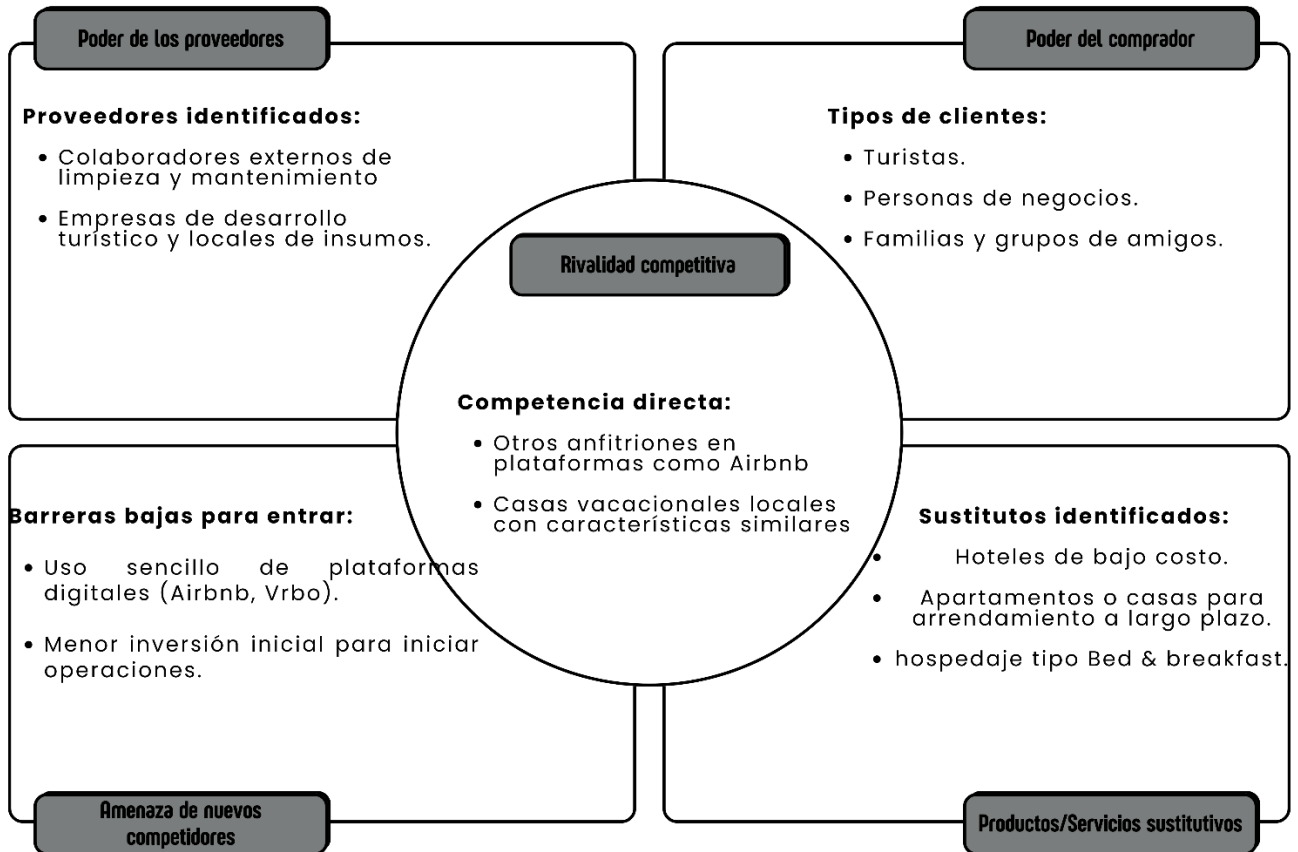 Poder de los proveedores
Proveedores identificados:
• Colaboradores externos de
limpieza y mantenimiento
• Empresas de desarrollo
turístico y locales de insumos.
Poder del comprador
Tipos de clientes:
• Turistas.
• Personas de negocios.
• Familias y grupos de amigos.
Rivalidad competitiva
Competencia directa:
• Otros anfitriones en
plataformas como Airbnb
• Casas vacacionales locales
con características similares
Barreras bajas para entrar:
• Uso sencillo de plataformas
digitales (Airbnb, Vrbo).
• Menor inversión inicial para iniciar
operaciones.
Amenaza de nuevos
competidores
Sustitutos identificados:
• Hoteles de bajo costo.
• Apartamentos o casas para
arrendamiento a largo plazo.
• hospedaje tipo Bed & breakfast.
Productos/Servicios sustitutivos